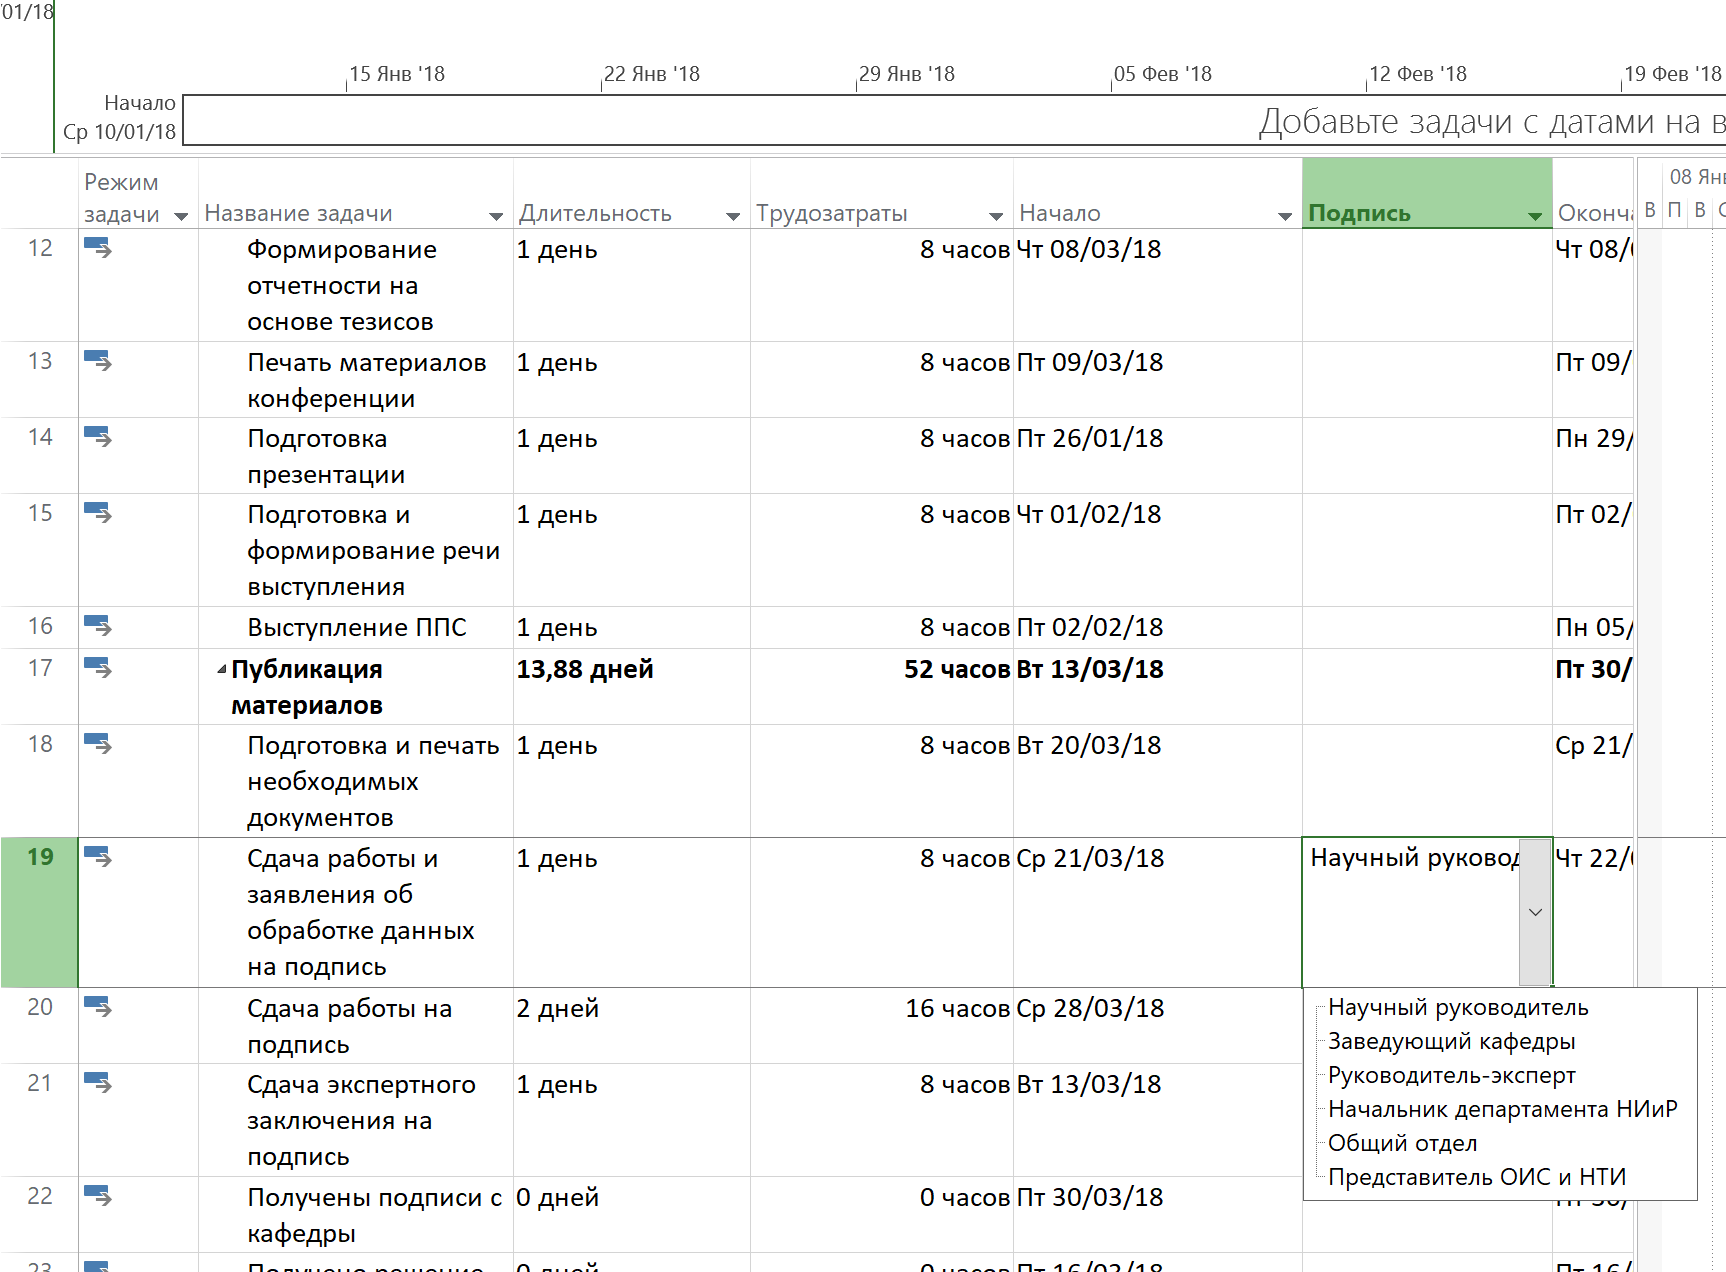 01/18
15 Янв '18 22 Янв '18 29 Янв '18 05 Фев '18 12 Фев '18 19 Фев '18
Начало
Ср 10/01/18
Добавьте задачи с датами на в
Режим задачи Название задачи Длительность Трудозатраты Начало Подпись Оконча 08 Янв
В П В С
12 Формирование 1 день 8 часов Чт 08/03/18 Чт 08/0
отчетности на
основе тезисов
13 Печать материалов 1 день 8 часов Пт 09/03/18 Пт 09/
конференции
14 Подготовка 1 день 8 часов Пт 26/01/18 Пн 29/
презентации
15 Подготовка и 1 день 8 часов Чт 01/02/18 Пт 02/
формирование речи
выступления
16 Выступление ППС 1 день 8 часов Пт 02/02/18 Пн 05/
17 Публикация 13,88 дней 52 часов Вт 13/03/18 Пт 30/
материалов
18 Подготовка и печать 1 день 8 часов Вт 20/03/18 Ср 21/
необходимых
документов
19 Сдача работы и 1 день 8 часов Ср 21/03/18 Научный руковод Чт 22/0
заявления об
обработке данных
на подпись
20 Сдача работы на 2 дней 16 часов Ср 28/03/18
подпись
21 Сдача экспертного 1 день 8 часов Вт 13/03/18
заключения на
подпись
22 Получены подписи с 0 дней 0 часов Пт 30/03/18 Пт 30/
кафедры
23 Получено решение 0 дней 0 часов Пт 16/03/18 Пт 16/
Научный руководитель
Заведующий кафедры
Руководитель-эксперт
Начальник департамента НИиР
Общий отдел
Представитель ОИС и НТИ